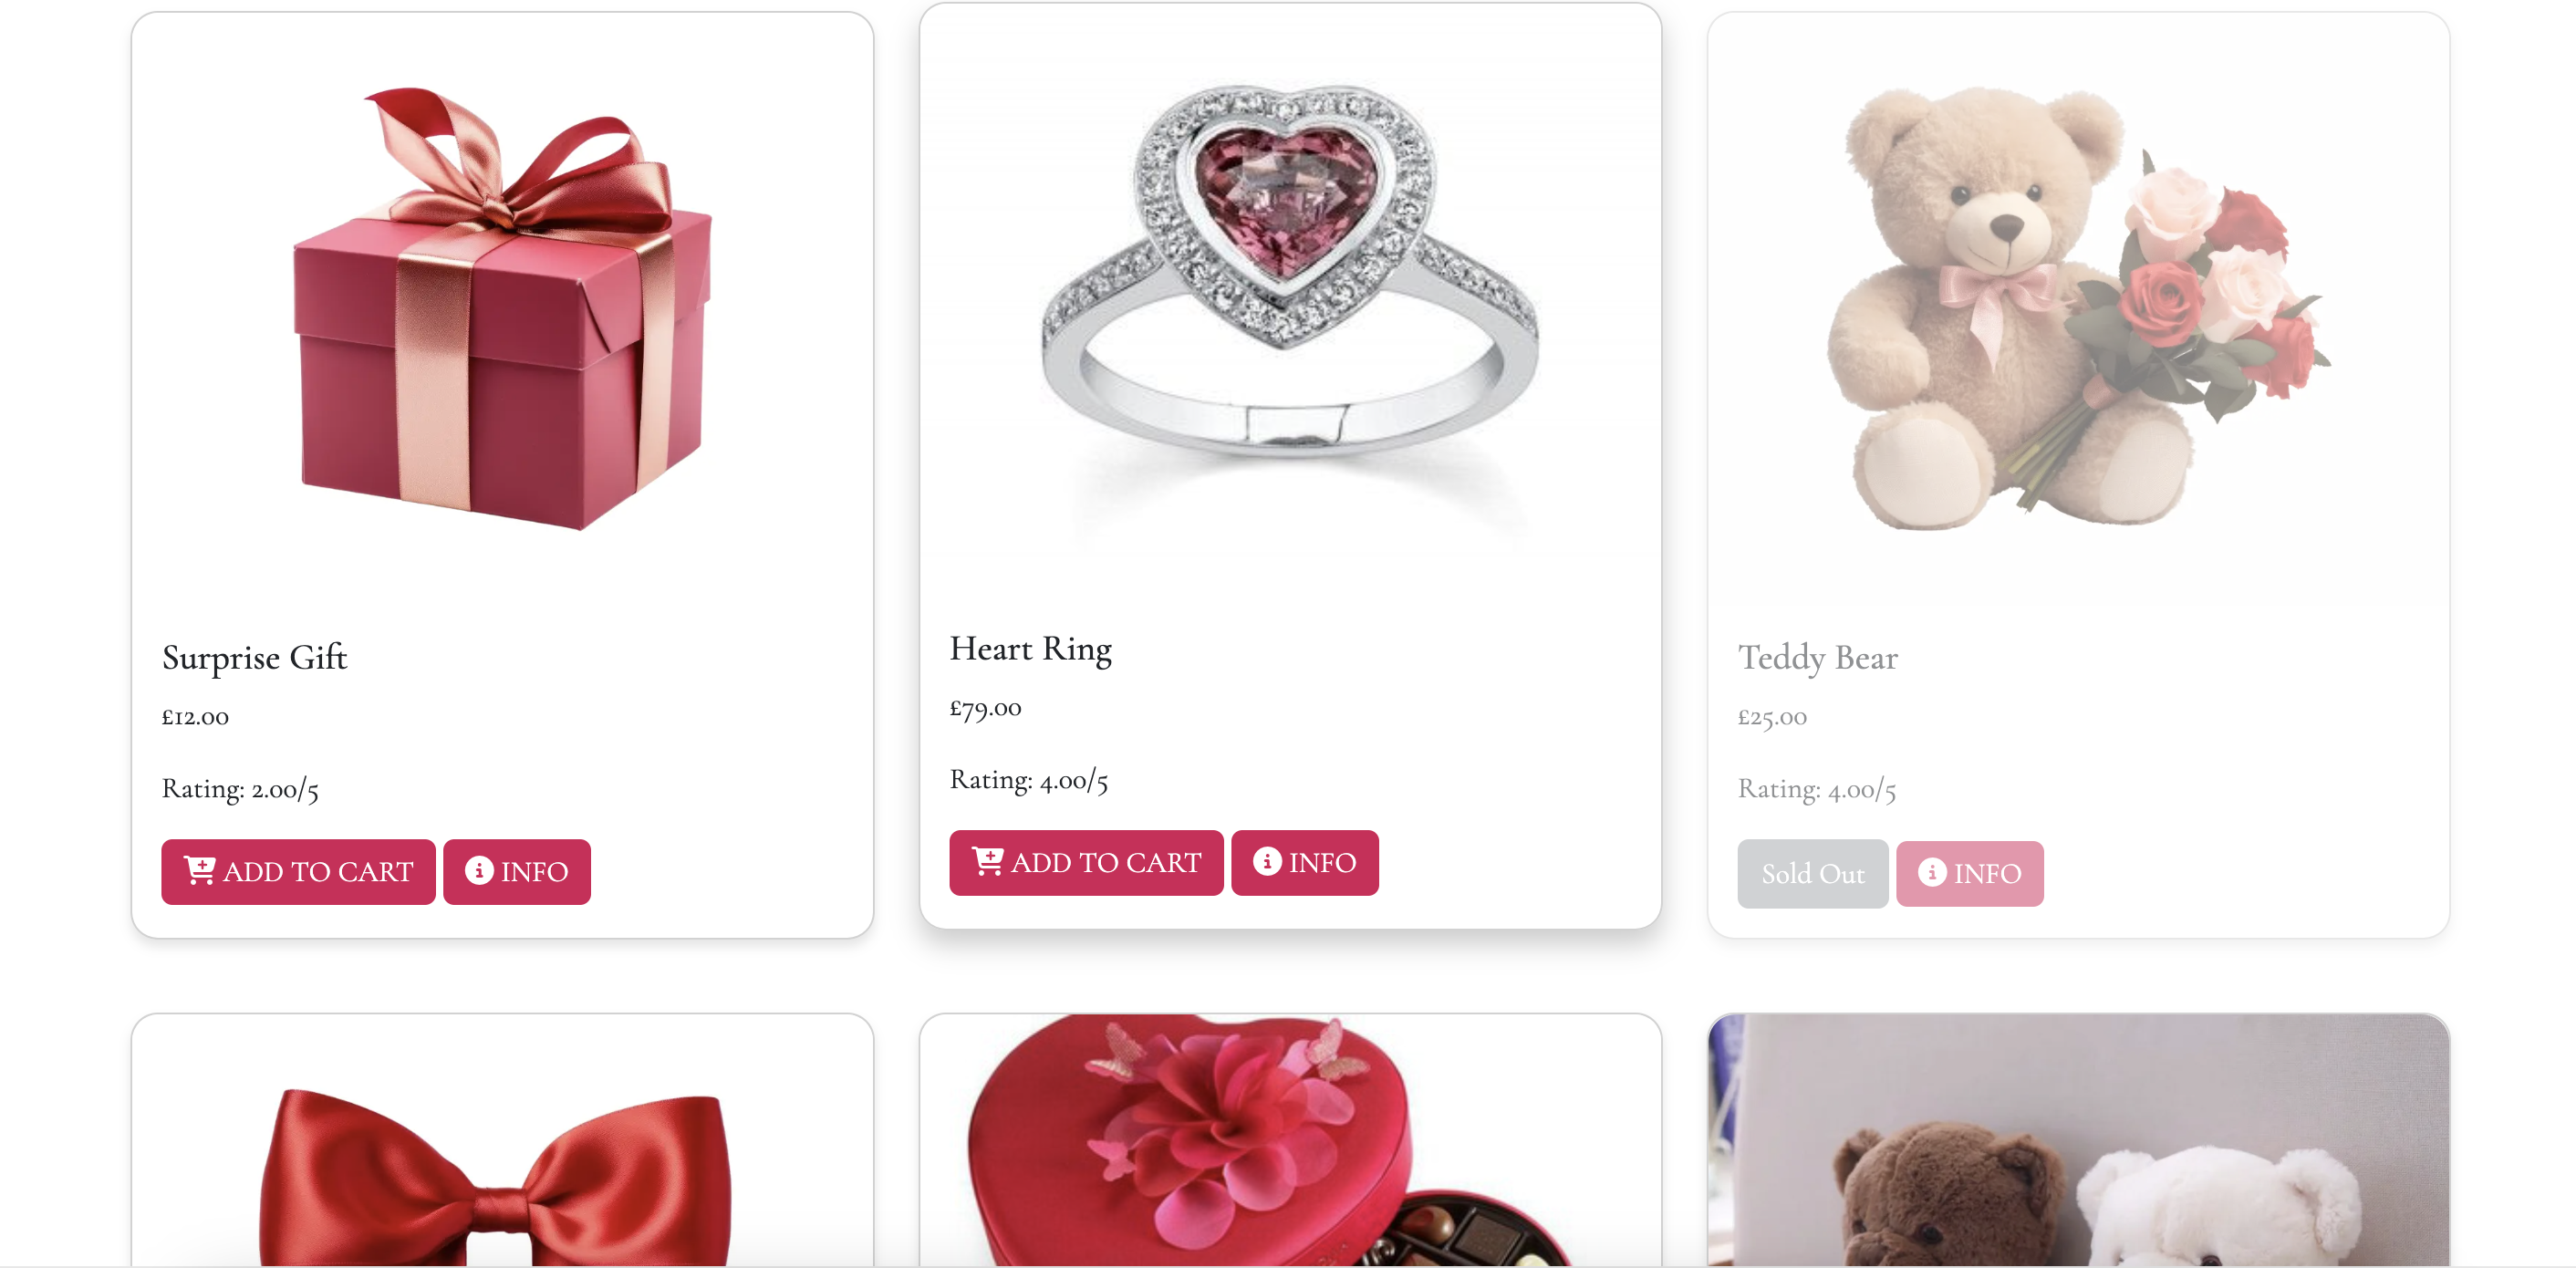 Surprise Gift
£12.00
Rating: 2.00/5
ADD TO CART INFO
Heart Ring
£79.00
Rating: 4.00/5
ADD TO CART INFO
Teddy Bear
£25.00
Rating: 4.00/5
Sold Out INFO